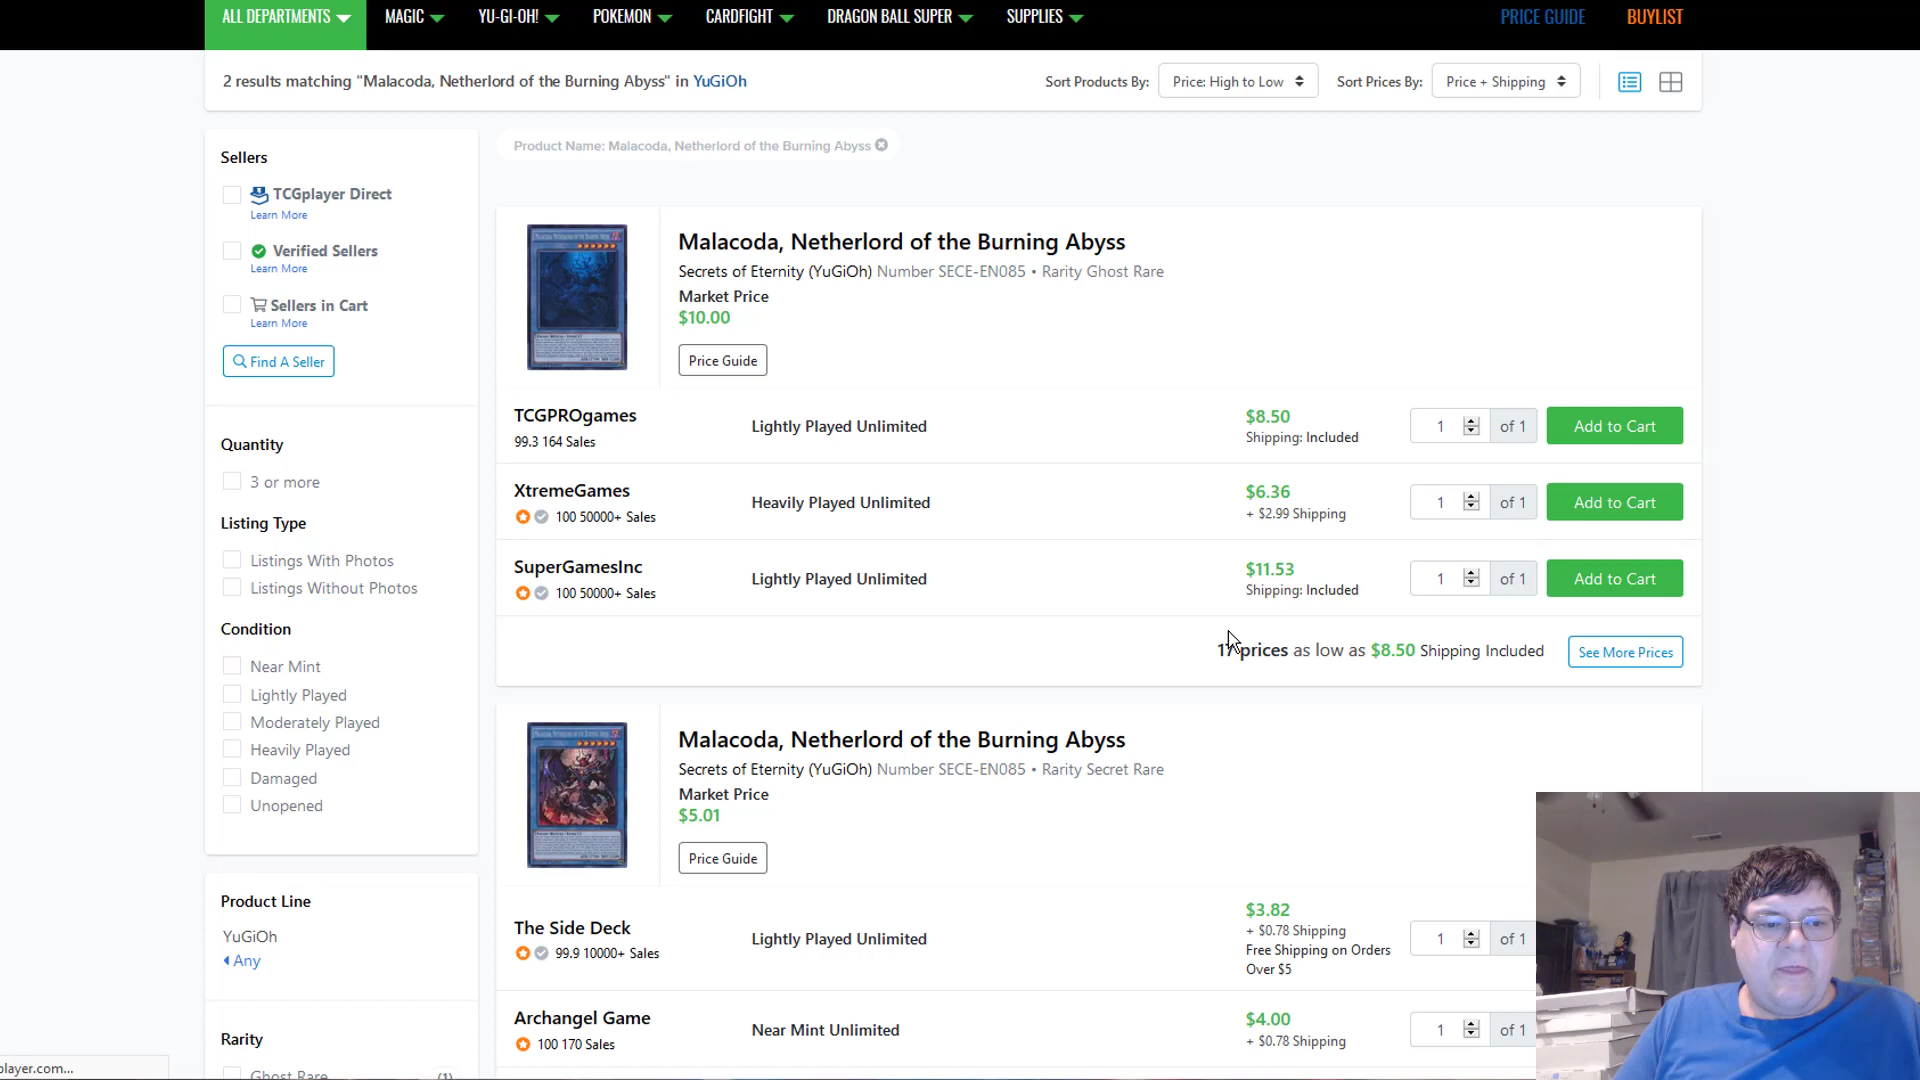 ALL DEPARTMENTS MAGIC YU-GI-OH! POKEMON CARDFIGHT DRAGON BALL SUPER SUPPLIES PRICE GUIDE BUYLIST
2 results matching "Malacoda, Netherlord of the Burning Abyss" in YuGiOh
Sort Products By: Price: High to Low Sort Prices By: Price + Shipping
Product Name: Malacoda, Netherlord of the Burning Abyss
Sellers
TCGplayer Direct
Learn More
Verified Sellers
Learn More
Sellers in Cart
Learn More
Find A Seller
Quantity
3 or more
Listing Type
Listings With Photos
Listings Without Photos
Condition
Near Mint
Lightly Played
Moderately Played
Heavily Played
Damaged
Unopened
Product Line
YuGiOh
Any
Rarity
Ghost Rare (1)
Malacoda, Netherlord of the Burning Abyss
Secrets of Eternity (YuGiOh) Number SECE-EN085 • Rarity Ghost Rare
Market Price
$10.00
Price Guide
TCGPROgames
99.3 164 Sales
Lightly Played Unlimited
$8.50
Shipping: Included
1 of 1 Add to Cart
XtremeGames
100 50000+ Sales
Heavily Played Unlimited
$6.36
+ $2.99 Shipping
1 of 1 Add to Cart
SuperGamesInc
100 50000+ Sales
Lightly Played Unlimited
$11.53
Shipping: Included
1 of 1 Add to Cart
17 prices as low as $8.50 Shipping Included See More Prices
Malacoda, Netherlord of the Burning Abyss
Secrets of Eternity (YuGiOh) Number SECE-EN085 • Rarity Secret Rare
Market Price
$5.01
Price Guide
The Side Deck
99.9 10000+ Sales
Lightly Played Unlimited
$3.82
+ $0.78 Shipping
Free Shipping on Orders
Over $5
1 of 1
Archangel Game
100 170 Sales
Near Mint Unlimited
$4.00
+ $0.78 Shipping
1 of 1
player.com...